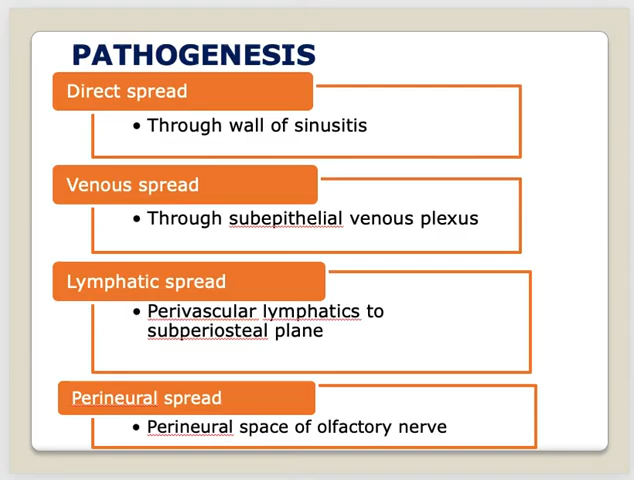 PATHOGENESIS
Direct spread
• Through wall of sinusitis
Venous spread
• Through subepithelial venous plexus
Lymphatic spread
• Perivascular lymphatics to
subperiosteal plane
Perineural spread
• Perineural space of olfactory nerve